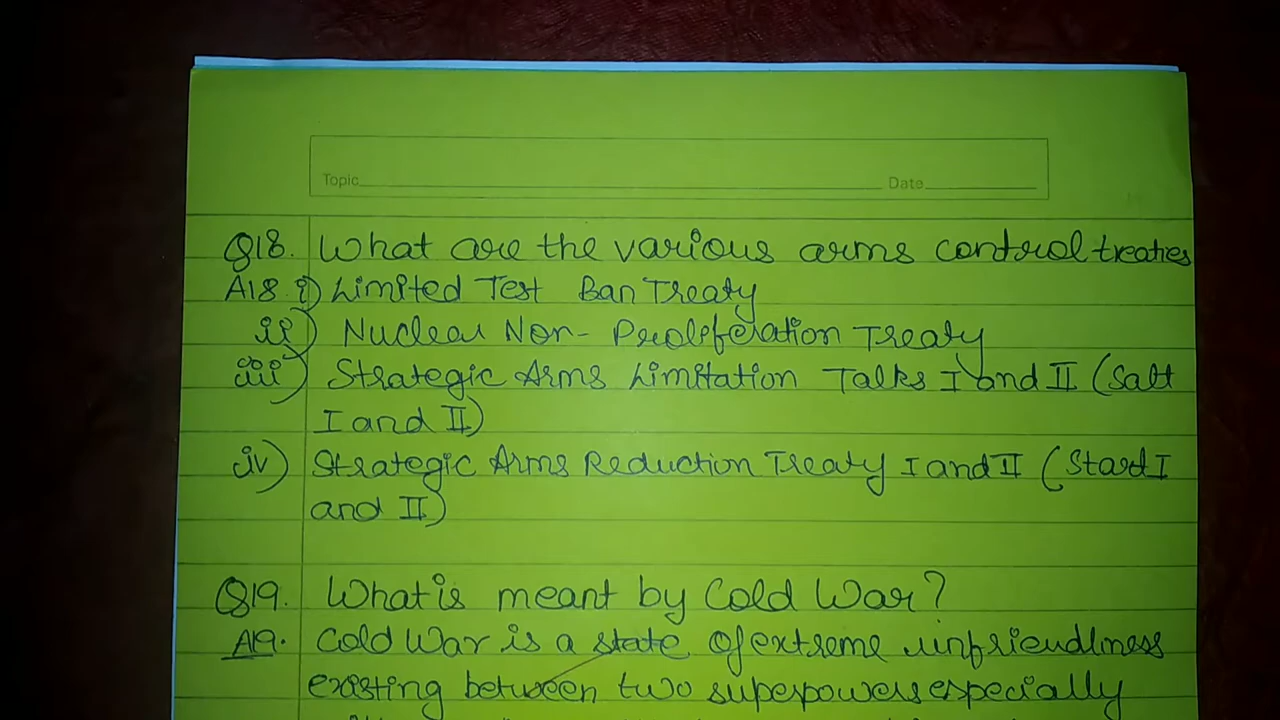 Topic Date
Q18. What are the various arms control treaties
A18 i) Limited Test Ban Treaty
ii) Nuclear Non- Proliferation Treaty
iii) Strategic Arms Limitation Talks I and II (Salt
I and II)
iv) Strategic Arms Reduction Treaty I and II (Start I
and II)
Q19. What is meant by Cold War?
A19. Cold War is a state of extreme unfriendliness
existing between two superpowers especially